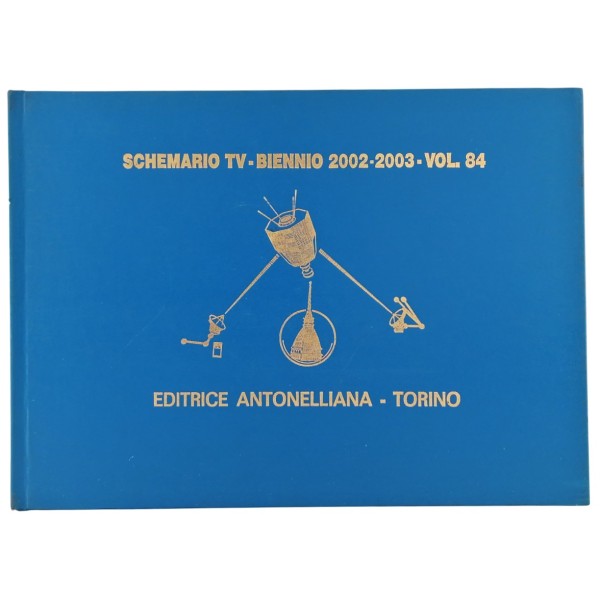 SCHEMARIO TV - BIENNIO 2002-2003 - VOL. 84
EDITRICE ANTONELLIANA - TORINO